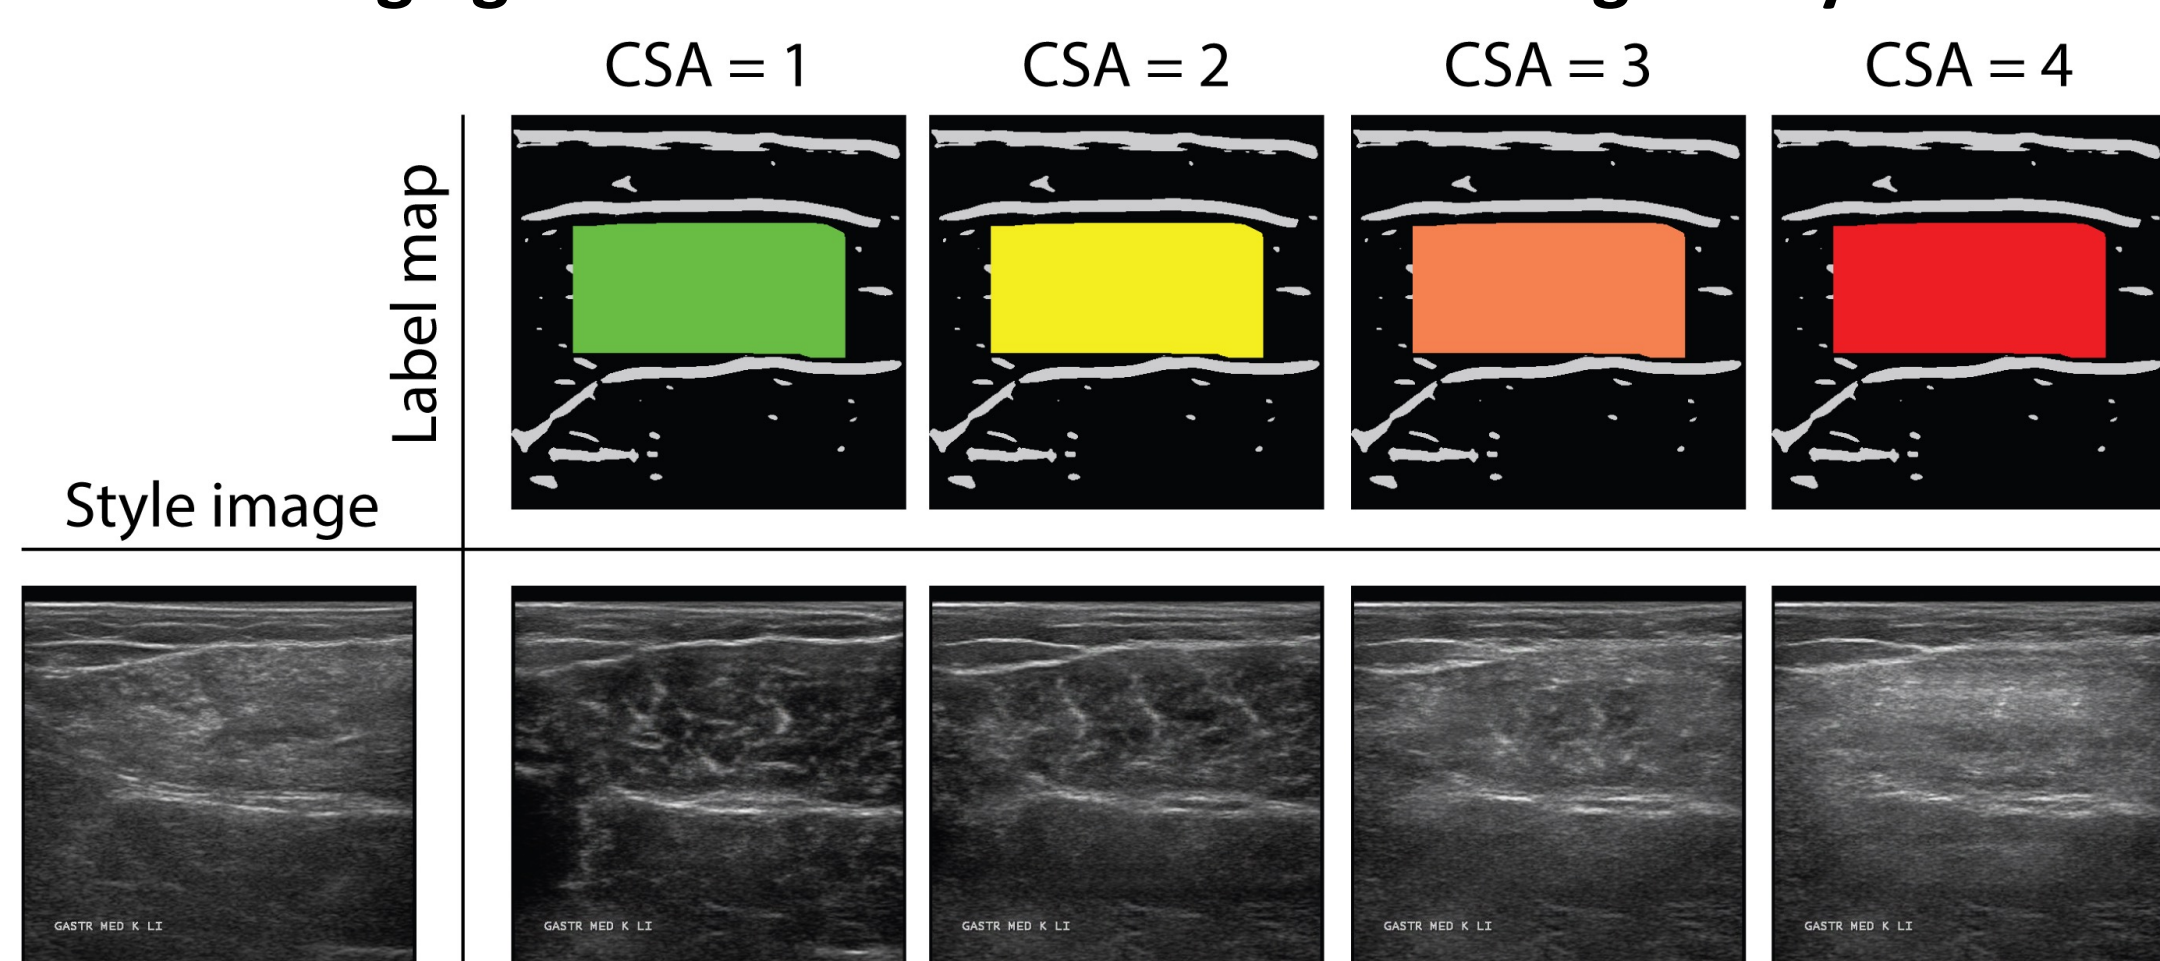 CSA = 1 CSA = 2 CSA = 3 CSA = 4
Label map
Style image
GASTR MED K LI GASTR MED K LI GASTR MED K LI GASTR MED K LI GASTR MED K LI